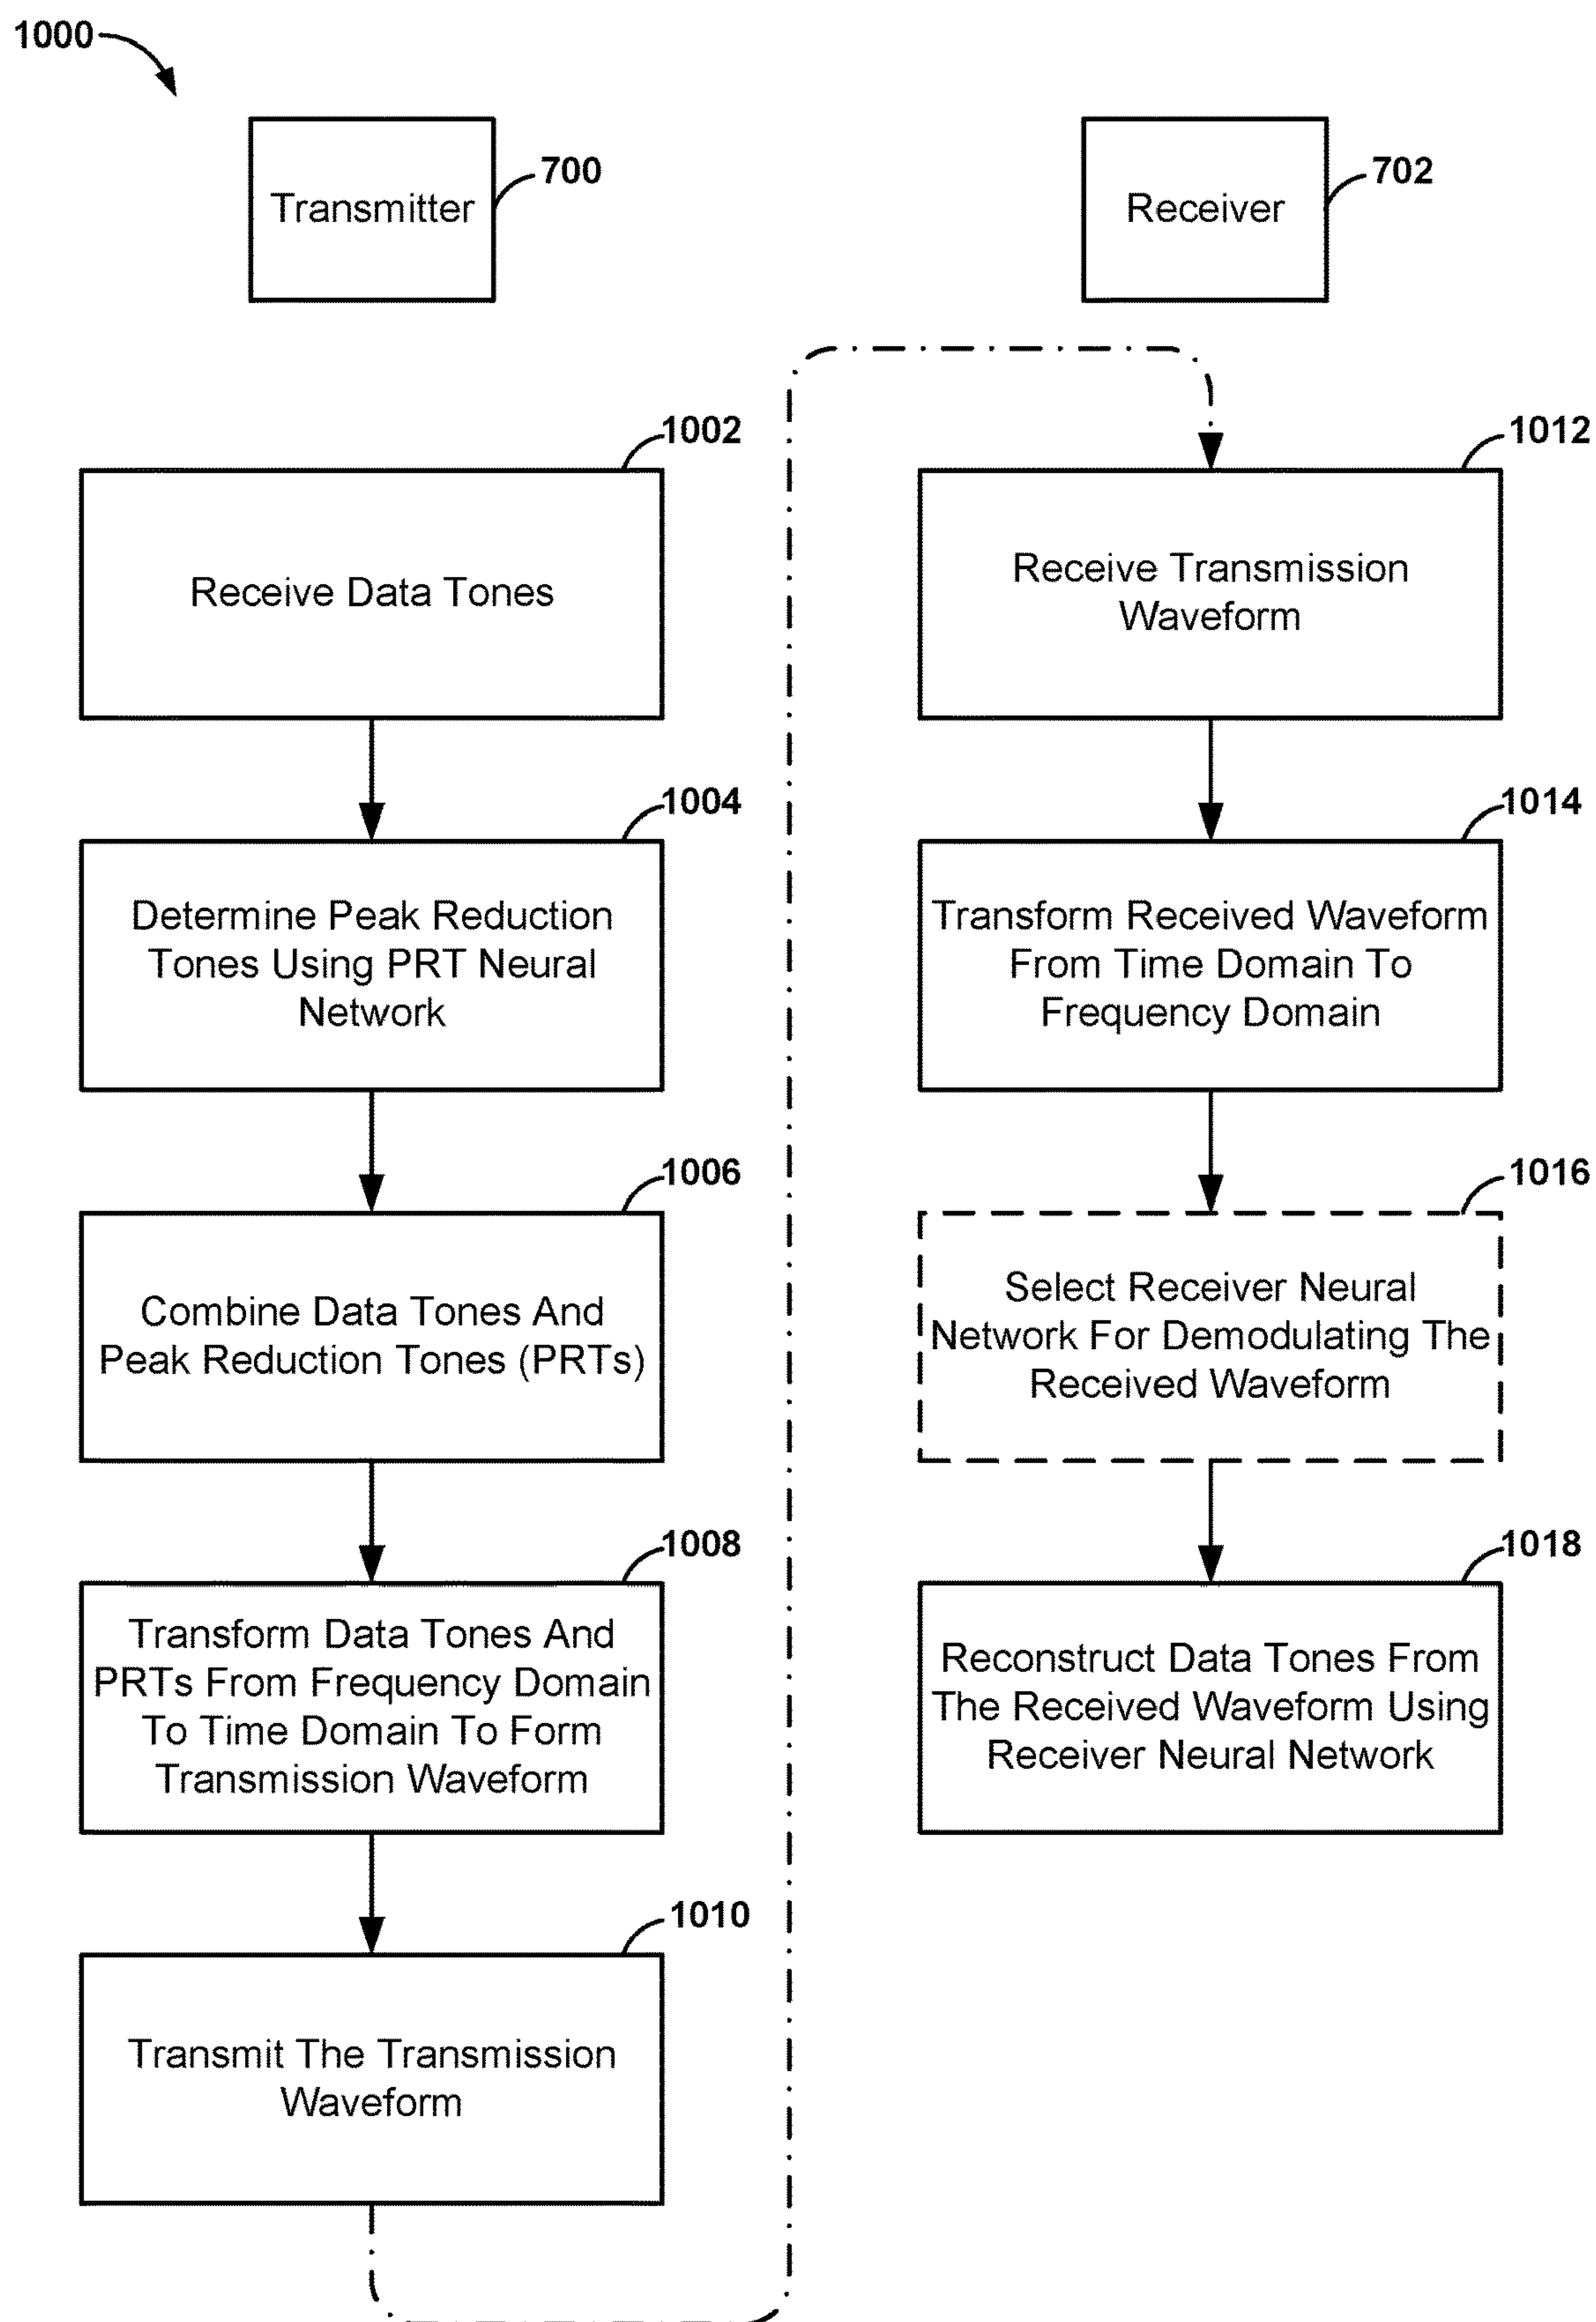 1000
Transmitter
700
Receiver
702
1002
Receive Data Tones
1004
Determine Peak Reduction
Tones Using PRT Neural
Network
1006
Combine Data Tones And
Peak Reduction Tones (PRTs)
1008
Transform Data Tones And
PRTs From Frequency Domain
To Time Domain To Form
Transmission Waveform
1010
Transmit The Transmission
Waveform
1012
Receive Transmission
Waveform
1014
Transform Received Waveform
From Time Domain To
Frequency Domain
1016
Select Receiver Neural
Network For Demodulating The
Received Waveform
1018
Reconstruct Data Tones From
The Received Waveform Using
Receiver Neural Network